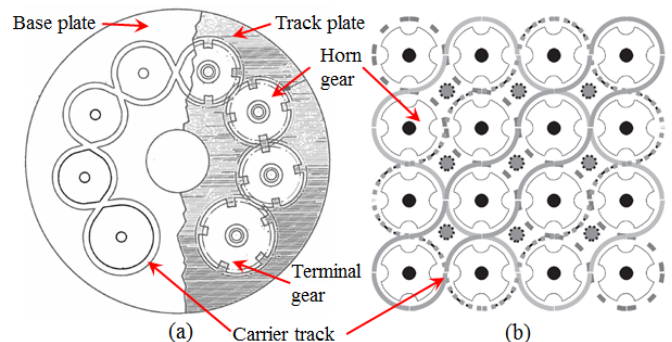 Base plate
Track plate
Horn
gear
Terminal
gear
Carrier track
(a)
(b)